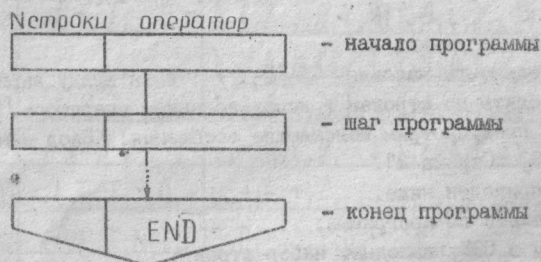 Nстроки оператор
- начало программы
- шаг программы
END
- конец программы